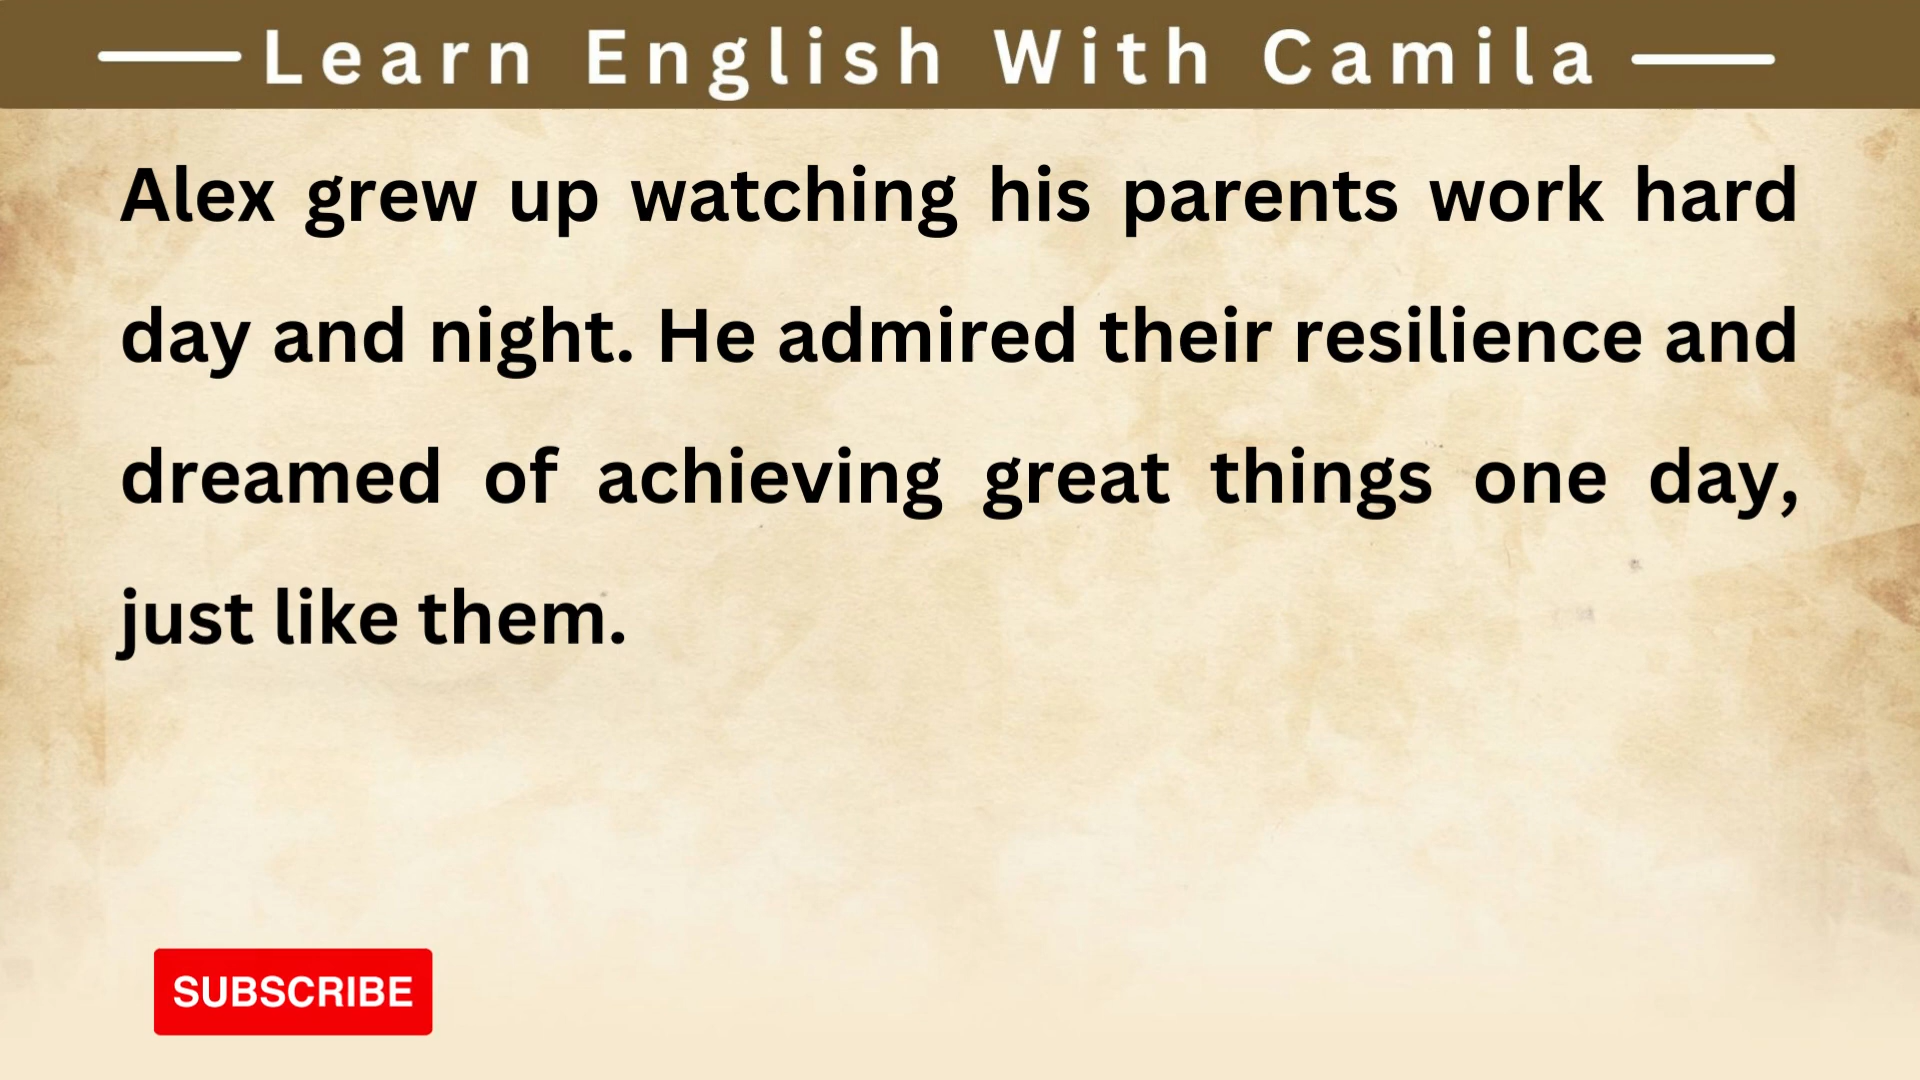 Learn English With Camila
Alex grew up watching his parents work hard
day and night. He admired their resilience and
dreamed of achieving great things one day,
just like them.
SUBSCRIBE